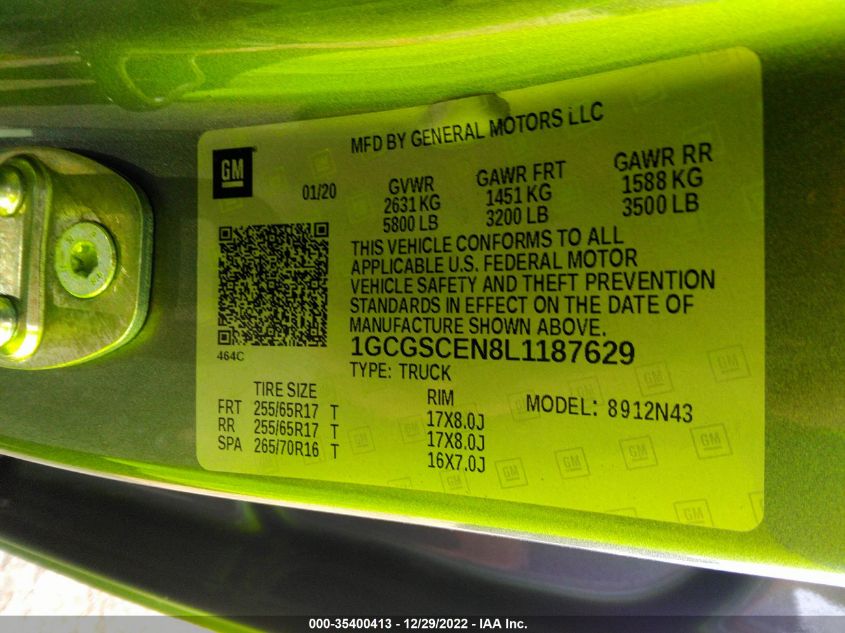 MFD BY GENERAL MOTORS LLC
GM
01/20
GVWR
2631 KG
5800 LB
GAWR FRT
1451 KG
3200 LB
GAWR RR
1588 KG
3500 LB
THIS VEHICLE CONFORMS TO ALL
APPLICABLE U.S. FEDERAL MOTOR
VEHICLE SAFETY AND THEFT PREVENTION
STANDARDS IN EFFECT ON THE DATE OF
MANUFACTURE SHOWN ABOVE.
464C
1GCGSCEN8L1187629
TYPE: TRUCK
TIRE SIZE
RIM
MODEL: 8912N43
FRT 255/65R17 T 17X8.0J
RR 255/65R17 T 17X8.0J
SPA 265/70R16 T 16X7.0J
000-35400413 - 12/29/2022 - IAA Inc.